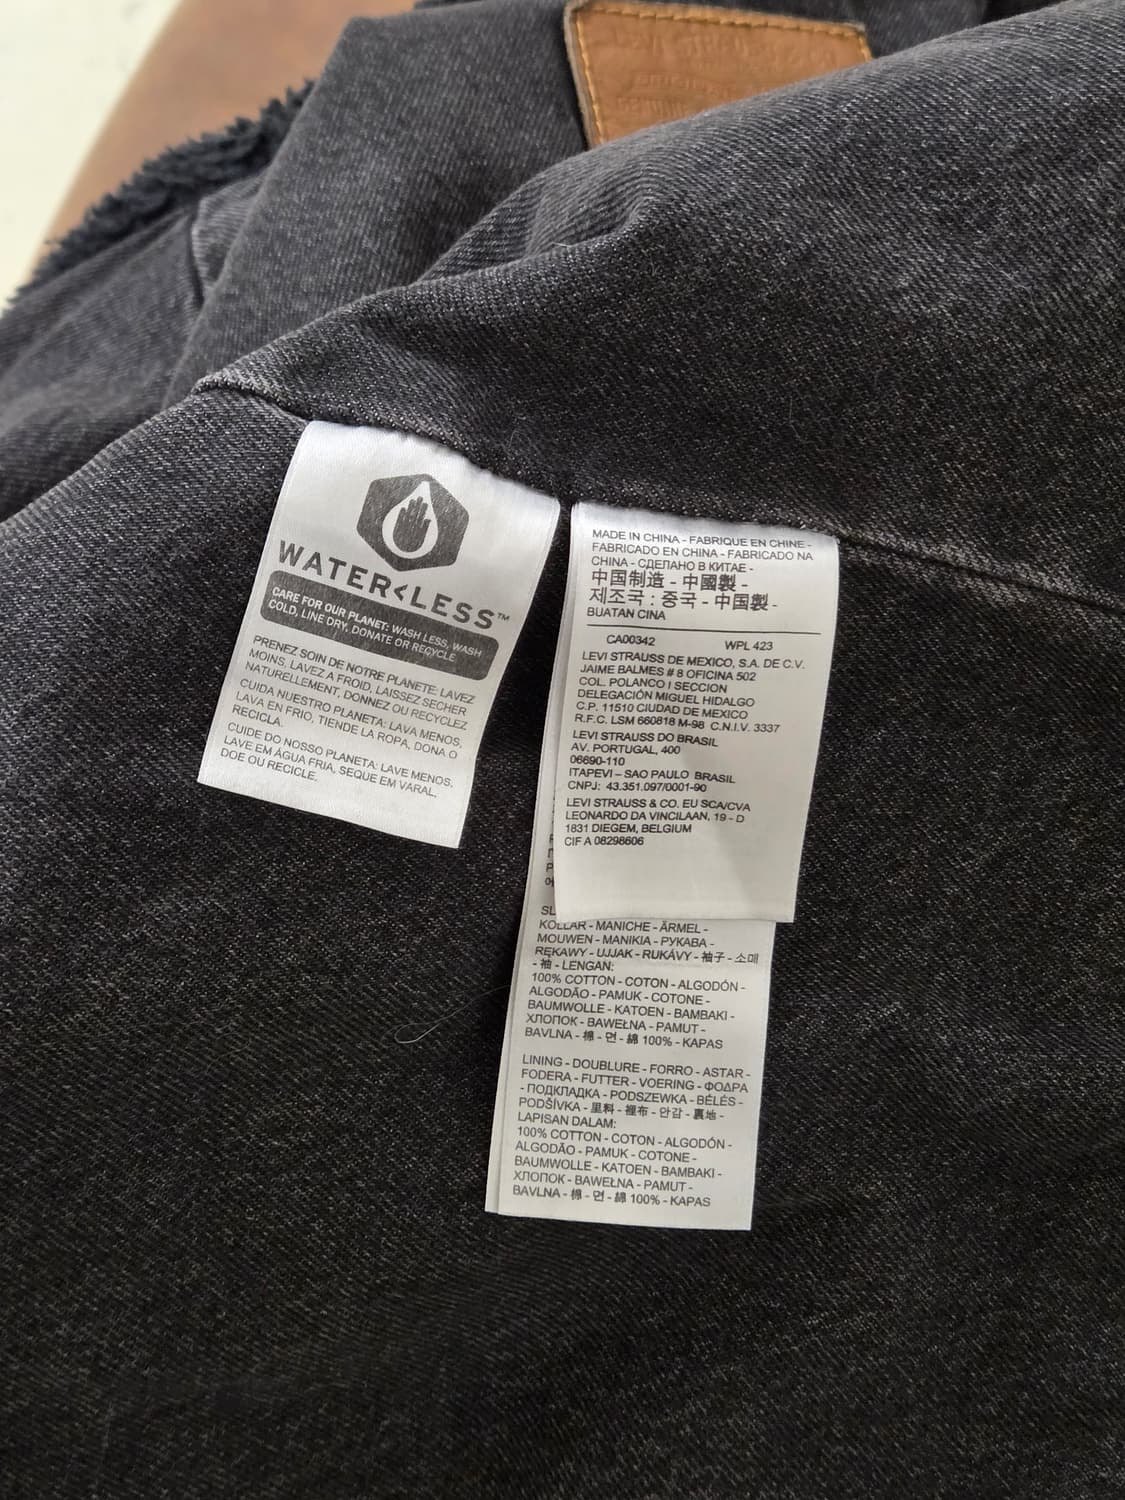 WATER<LESS™
CARE FOR OUR PLANET: WASH LESS, WASH
COLD, LINE DRY, DONATE OR RECYCLE
PRENEZ SOIN DE NOTRE PLANETE: LAVEZ
MOINS, LAVEZ A FROID, LAISSEZ SECHER
NATURELLEMENT, DONNEZ OU RECYCLEZ
CUIDA NUESTRO PLANETA: LAVA MENOS,
LAVA EN FRIO, TIENDE LA ROPA, DONA O
RECICLA.
CUIDE DO NOSSO PLANETA: LAVE MENOS,
LAVE EM ÁGUA FRIA, SEQUE EM VARAL,
DOE OU RECICLE.
MADE IN CHINA - FABRIQUE EN CHINE -
FABRICADO EN CHINA - FABRICADO NA
CHINA - СДЕЛАНО В КИТАЕ -
中国制造 - 中國製 -
제조국 : 중국 - 中国製 -
BUATAN CINA
CA00342 WPL 423
LEVI STRAUSS DE MEXICO, S.A. DE C.V.
JAIME BALMES # 8 OFICINA 502
COL. POLANCO I SECCION
DELEGACIÓN MIGUEL HIDALGO
C.P. 11510 CIUDAD DE MEXICO
R.F.C. LSM 660818 M-98 C.N.I.V. 3337
LEVI STRAUSS DO BRASIL
AV. PORTUGAL, 400
06690-110
ITAPEVI – SAO PAULO BRASIL
CNPJ: 43.351.097/0001-90
LEVI STRAUSS & CO. EU SCA/CVA
LEONARDO DA VINCILAAN, 19 - D
1831 DIEGEM, BELGIUM
CIF A 08298606
KOLLAR - MANICHE - ÄRMEL -
MOUWEN - MANIKIA - РУКАВА -
RĘKAWY - UJJAK - RUKÁVY - 袖子 - 소매
- 袖 - LENGAN:
100% COTTON - COTON - ALGODÓN -
ALGODÃO - PAMUK - COTONE -
BAUMWOLLE - KATOEN - BAMBAKI -
ХЛОПОК - BAWEŁNA - PAMUT -
BAVLNA - 棉 - 면 - 綿 100% - KAPAS
LINING - DOUBLURE - FORRO - ASTAR -
FODERA - FUTTER - VOERING - ΦΟΔΡΑ
- ПОДКЛАДКА - PODSZEWKA - BÉLÉS -
PODŠÍVKA - 里料 - 裡布 - 안감 - 裏地 -
LAPISAN DALAM:
100% COTTON - COTON - ALGODÓN -
ALGODÃO - PAMUK - COTONE -
BAUMWOLLE - KATOEN - BAMBAKI -
ХЛОПОК - BAWEŁNA - PAMUT -
BAVLNA - 棉 - 면 - 綿 100% - KAPAS